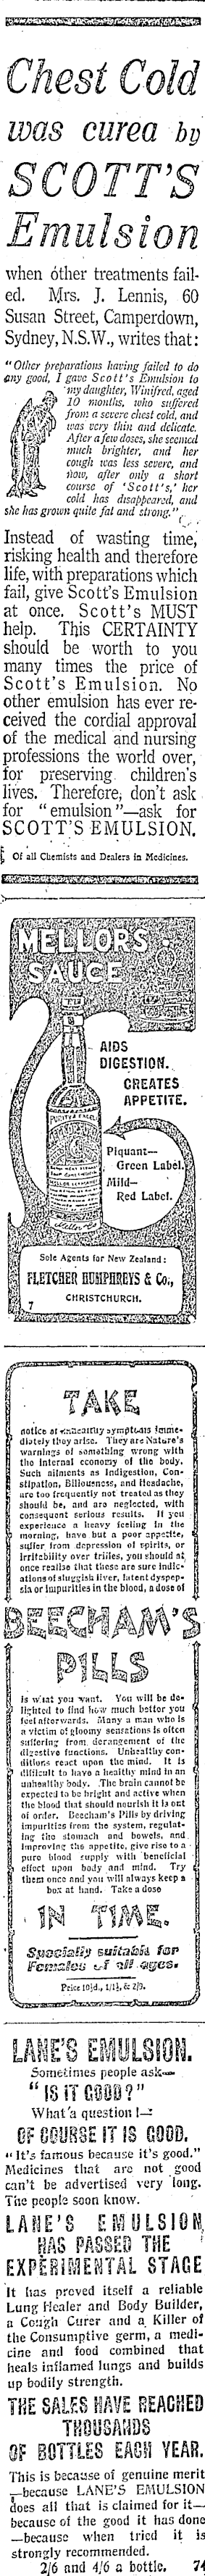 Chest Cold
was curea by
SCOTT'S
Emulsion
when other treatments fail-
ed. Mrs. J. Lennis, 60
Susan Street, Camperdown,
Sydney, N.S.W., writes that:
"Other preparations having failed to do
any good, I gave Scott's Emulsion to
my daughter, Winifred, aged
10 months, who suffered
from a severe chest cold, and
was very thin and delicate.
After a few doses, she seemed
much brighter, and her
cough was less severe, and
now, after only a short
course of 'Scott's,' her
cold has disappeared, and
she has grown quite fat and strong."
Instead of wasting time,
risking health and therefore
life, with preparations which
fail, give Scott's Emulsion
at once. Scott's MUST
help. This CERTAINTY
should be worth to you
many times the price of
Scott's Emulsion. No
other emulsion has ever re-
ceived the cordial approval
of the medical and nursing
professions the world over,
for preserving children's
lives. Therefore, don't ask
for "emulsion"—ask for
SCOTT'S EMULSION.
Of all Chemists and Dealers in Medicines.
MELLORS
SAUCE
AIDS
DIGESTION.
CREATES
APPETITE.
Piquant—
Green Label.
Mild—
Red Label.
Sole Agents for New Zealand:
FLETCHER HUMPHREYS & Co.,
CHRISTCHURCH.
7
TAKE
notice of unhealthy symptoms imme-
diately they arise. They are Nature's
warnings of something wrong with
the internal economy of the body.
Such ailments as Indigestion, Con-
stipation, Biliousness, and Headache,
are too frequently not treated as they
should be, and are neglected, with
consequent serious results. If you
experience a heavy feeling in the
morning, have but a poor appetite,
suffer from depression of spirits, or
irritability over trifles, you should at
once realise that these are sure indic-
ations of sluggish liver, latent dyspep-
sia or impurities in the blood, a dose of
BEECHAM'S
PILLS
is what you want. You will be de-
lighted to find how much better you
feel afterwards. Many a man who is
a victim of gloomy sensations is often
suffering from derangement of the
digestive functions. Unhealthy con-
ditions react upon the mind. It is
difficult to have a healthy mind in an
unhealthy body. The brain cannot be
expected to be bright and active when
the blood that should nourish it is out
of order. Beecham's Pills by driving
impurities from the system, regulat-
ing the stomach and bowels, and
improving the appetite, give rise to a
pure blood supply with beneficial
effect upon body and mind. Try
them once and you will always keep a
box at hand. Take a dose
IN TIME.
Specially suitable for
Females of all ages.
Price 10½d., 1/1½, & 2/9.
LANE'S EMULSION.
Sometimes people ask—
"IS IT GOOD?"
What a question!—
OF COURSE IT IS GOOD.
"It's famous because it's good."
Medicines that are not good
can't be advertised very long.
The people soon know.
LANE'S EMULSION
HAS PASSED THE
EXPERIMENTAL STAGE
It has proved itself a reliable
Lung Healer and Body Builder,
a Cough Curer and a Killer of
the Consumptive germ, a medi-
cine and food combined that
heals inflamed lungs and builds
up bodily strength.
THE SALES HAVE REACHED
THOUSANDS
OF BOTTLES EACH YEAR.
This is because of genuine merit
—because LANE'S EMULSION
does all that is claimed for it—
because of the good it has done
—because when tried it is
strongly recommended.
2/6 and 4/6 a bottle. 74